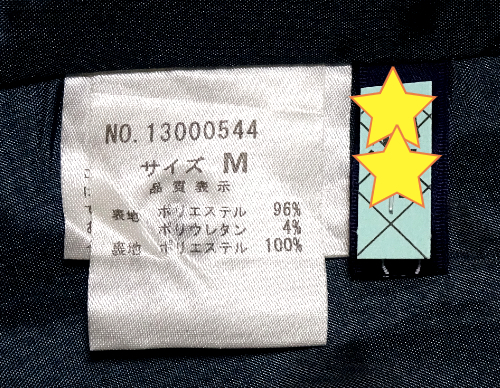 NO. 13000544
サイズ M
品質表示
表地 ポリエステル 96%
ポリウレタン 4%
裏地 ポリエステル 100%